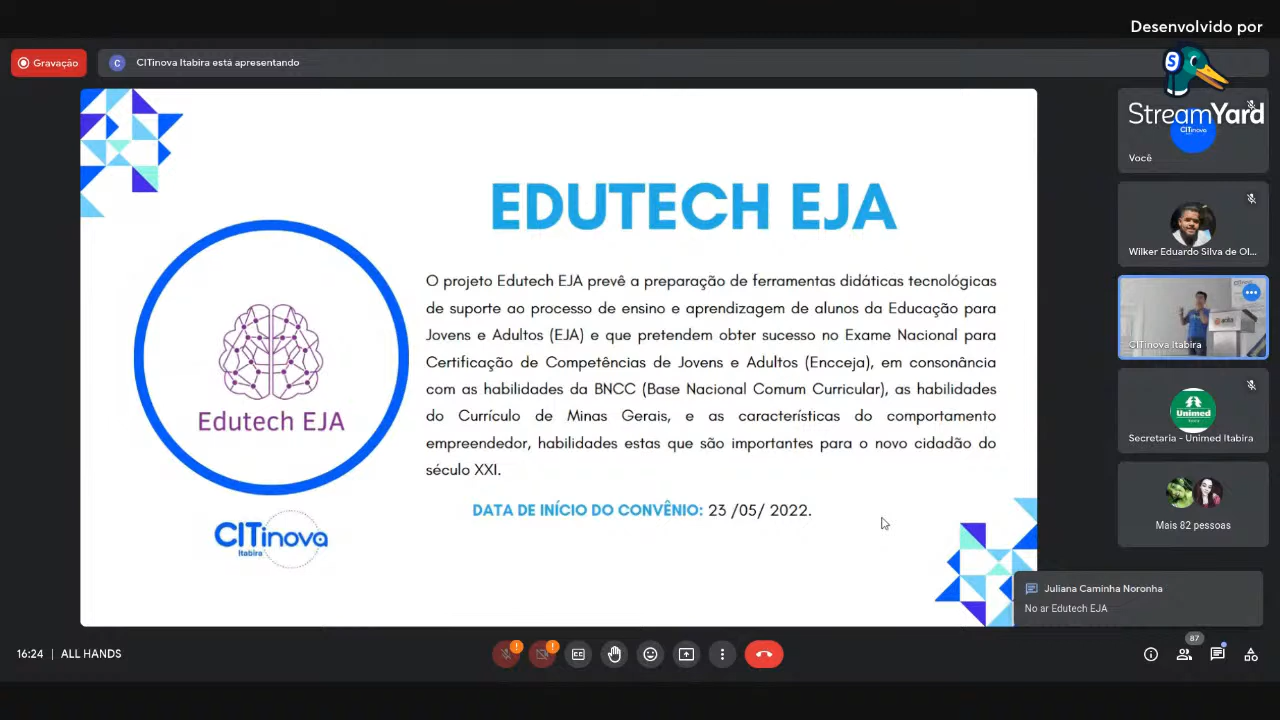 Desenvolvido por
Gravação
C
CITinova Itabira está apresentando
S
StreamYard
CITinova
Você
EDUTECH EJA
Wilker Eduardo Silva de Ol...
O projeto Edutech EJA prevê a preparação de ferramentas didáticas tecnológicas
de suporte ao processo de ensino e aprendizagem de alunos da Educação para
Jovens e Adultos (EJA) e que pretendem obter sucesso no Exame Nacional para
Certificação de Competências de Jovens e Adultos (Encceja), em consonância
com as habilidades da BNCC (Base Nacional Comum Curricular), as habilidades
do Currículo de Minas Gerais, e as características do comportamento
empreendedor, habilidades estas que são importantes para o novo cidadão do
século XXI.
Edutech EJA
DATA DE INÍCIO DO CONVÊNIO: 23 /05/ 2022.
CITinova
Itabira
CITinova Itabira
Unimed
Secretaria - Unimed Itabira
Mais 82 pessoas
Juliana Caminha Noronha
No ar Edutech EJA
16:24 | ALL HANDS
CC
87